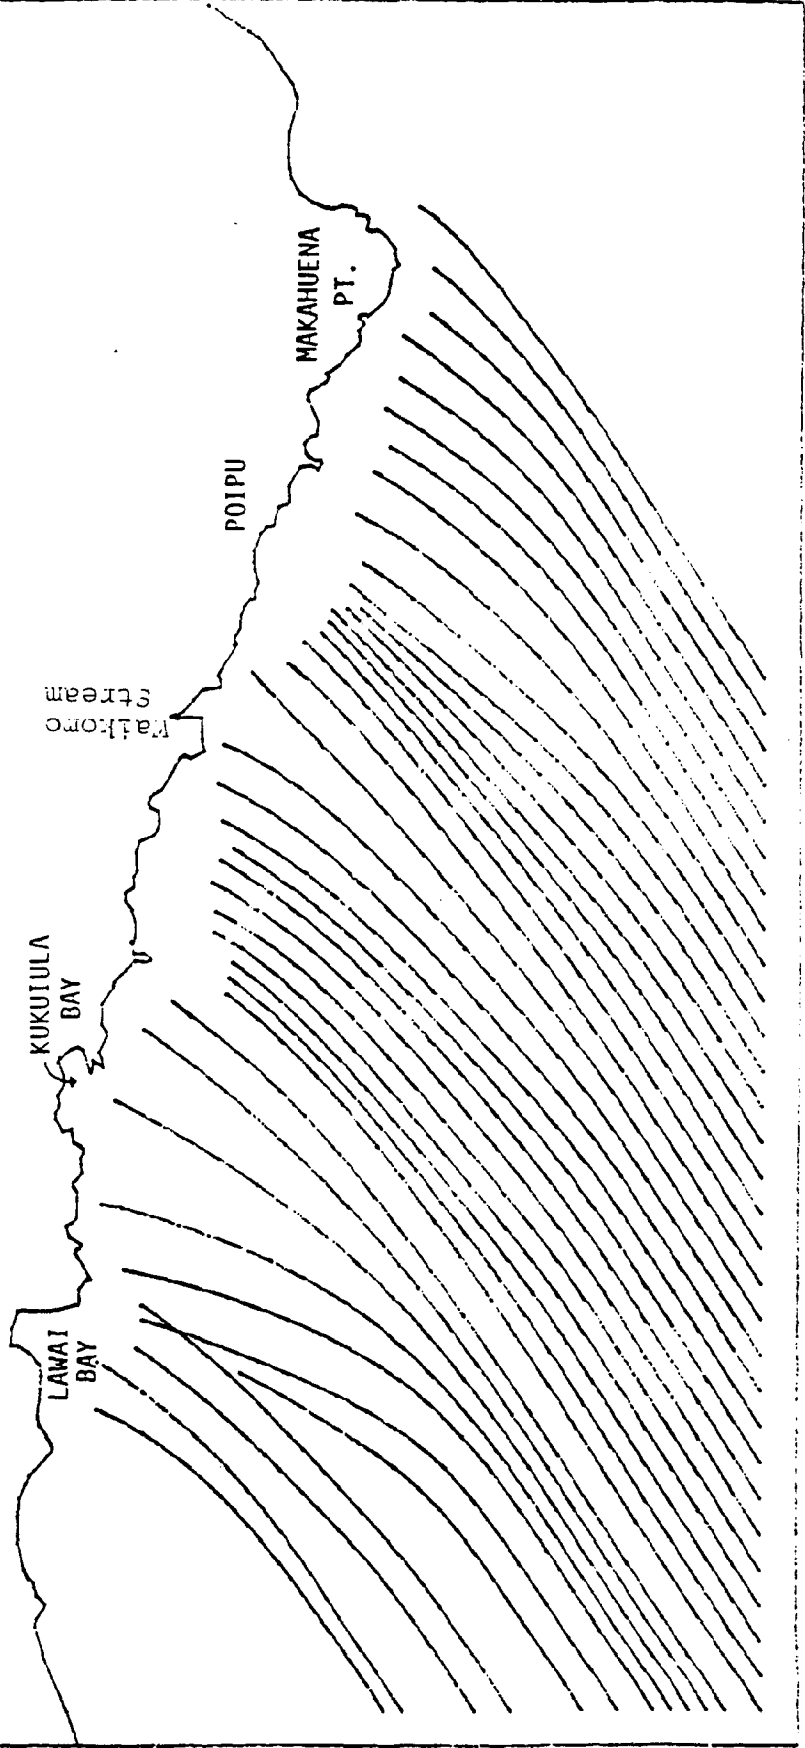 LAWAI
BAY
KUKUIULA
BAY
Waikomo
Stream
POIPU
MAKAHUENA
PT.